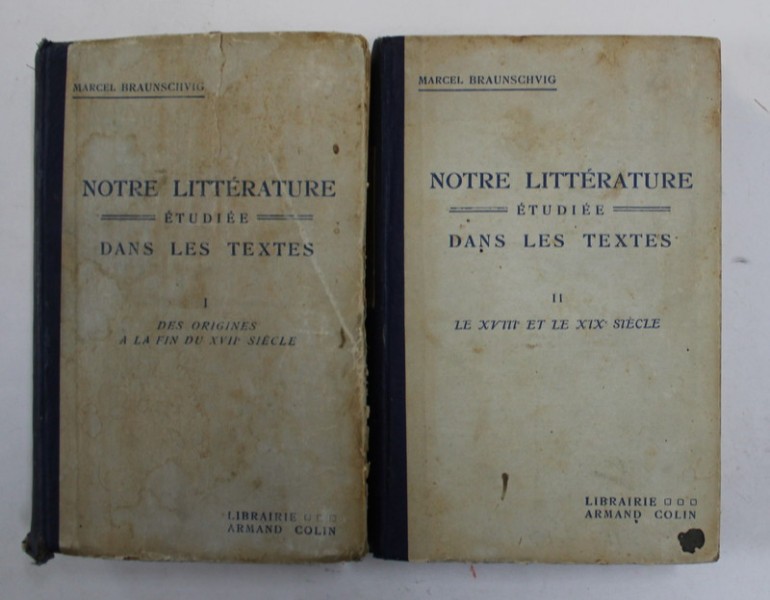 MARCEL BRAUNSCHVIG
NOTRE LITTÉRATURE
ÉTUDIÉE
DANS LES TEXTES
I
DES ORIGINES
A LA FIN DU XVIIᵉ SIÈCLE
LIBRAIRIE
ARMAND COLIN
MARCEL BRAUNSCHVIG
NOTRE LITTÉRATURE
ÉTUDIÉE
DANS LES TEXTES
II
LE XVIIIᵉ ET LE XIXᵉ SIÈCLE
LIBRAIRIE
ARMAND COLIN